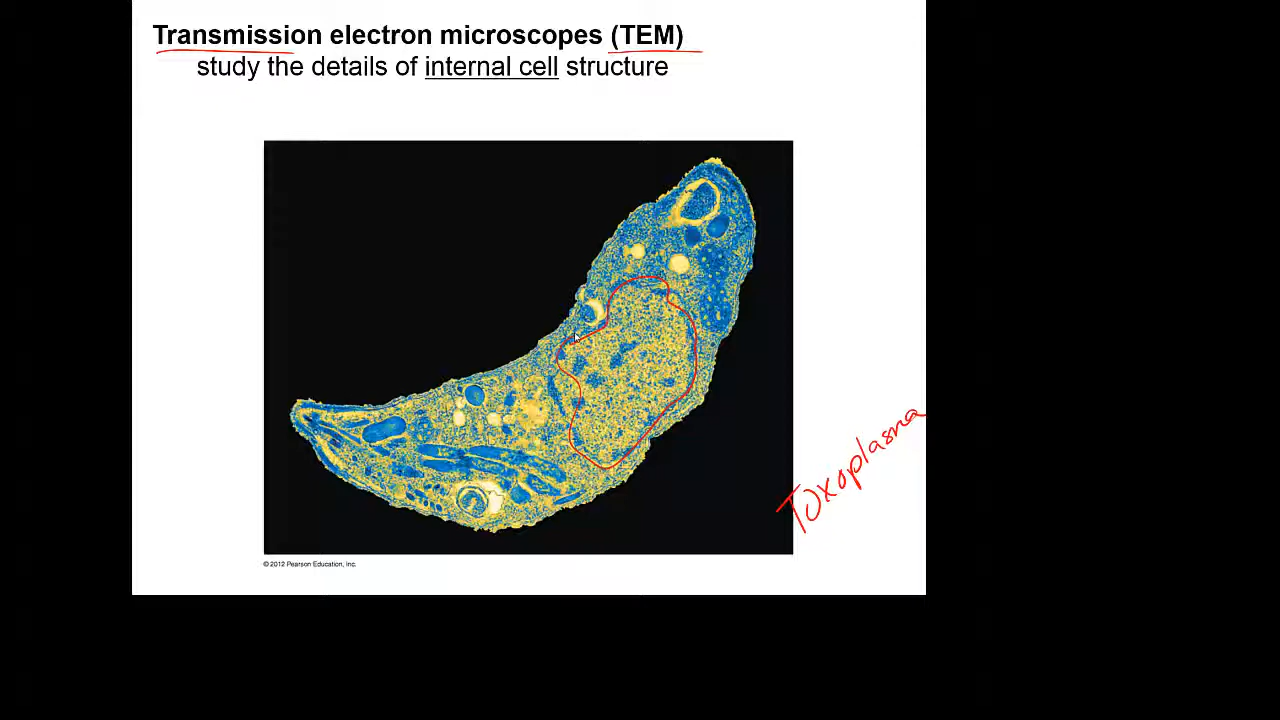 Transmission electron microscopes (TEM)
study the details of internal cell structure
Toxoplasma
© 2012 Pearson Education, Inc.